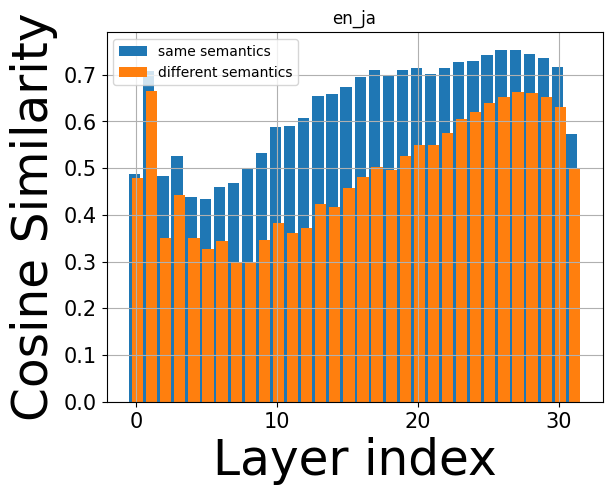 en_ja
same semantics
different semantics
Cosine Similarity
0.7
0.6
0.5
0.4
0.3
0.2
0.1
0.0
0 10 20 30
Layer index